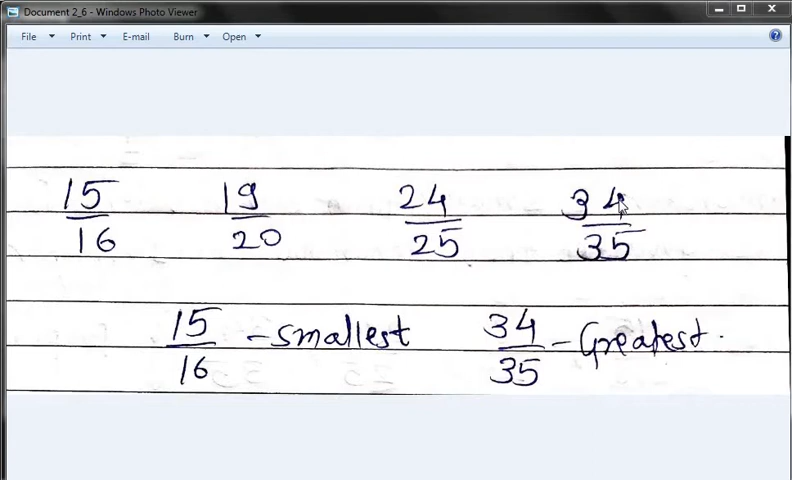 Document 2_6 - Windows Photo Viewer
File Print E-mail Burn Open
15/16 19/20 24/25 34/35
15/16 - Smallest 34/35 - Greatest.